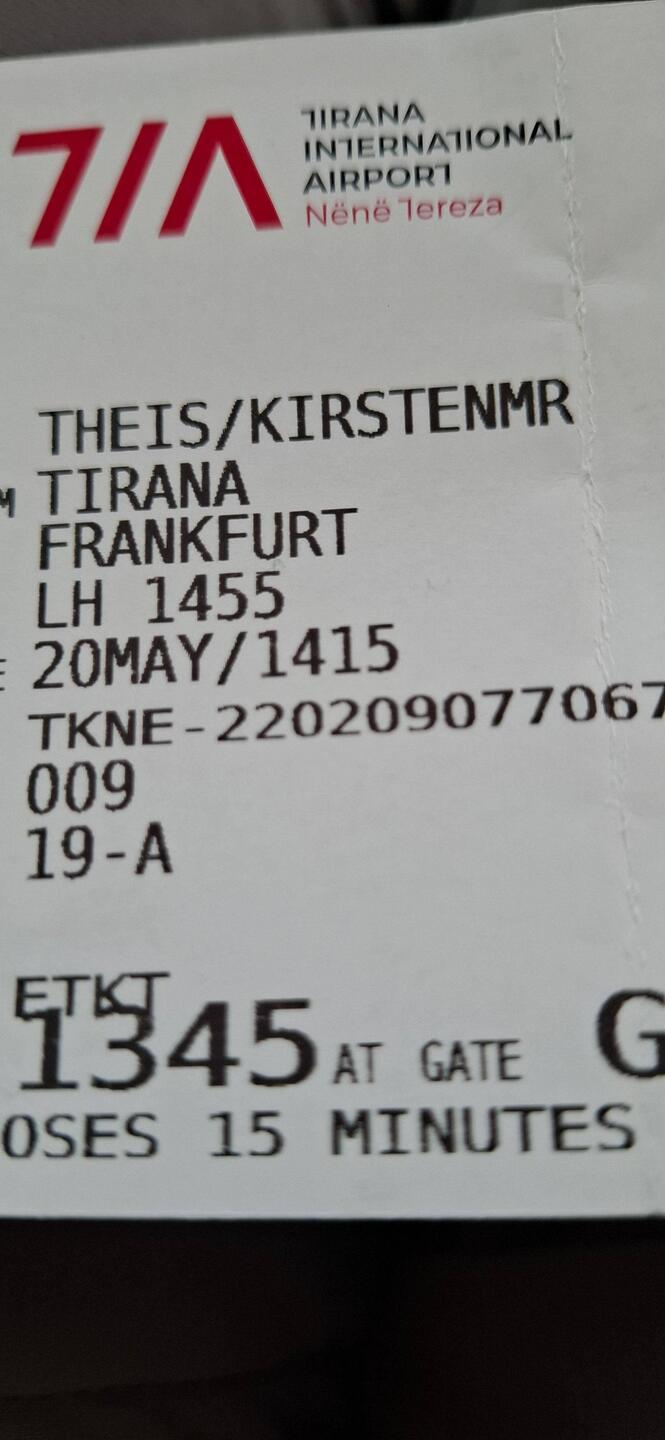 TIA
TIRANA
INTERNATIONAL
AIRPORT
Nënë Tereza
THEIS/KIRSTENMR
M TIRANA
FRANKFURT
LH 1455
E 20MAY/1415
TKNE-220209077067
009
19-A
ETKT
1345 AT GATE G
OSES 15 MINUTES